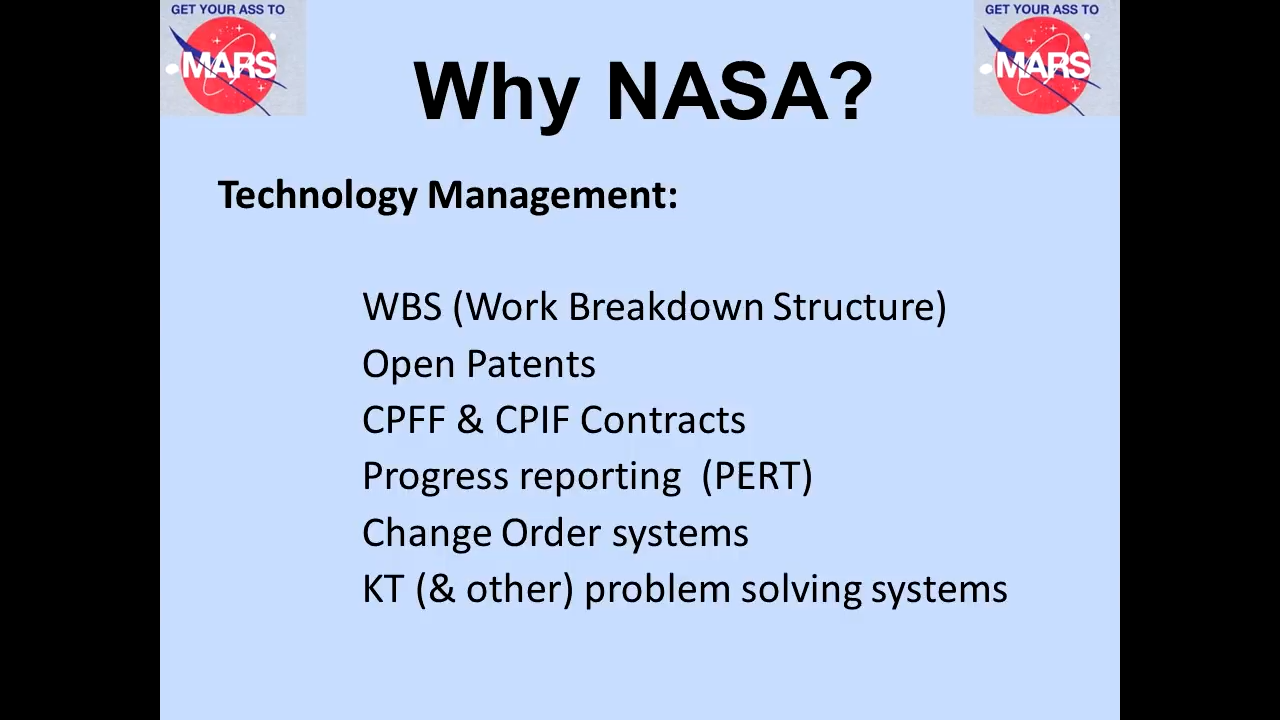 GET YOUR ASS TO
MARS
GET YOUR ASS TO
MARS
Why NASA?
Technology Management:
WBS (Work Breakdown Structure)
Open Patents
CPFF & CPIF Contracts
Progress reporting  (PERT)
Change Order systems
KT (& other) problem solving systems